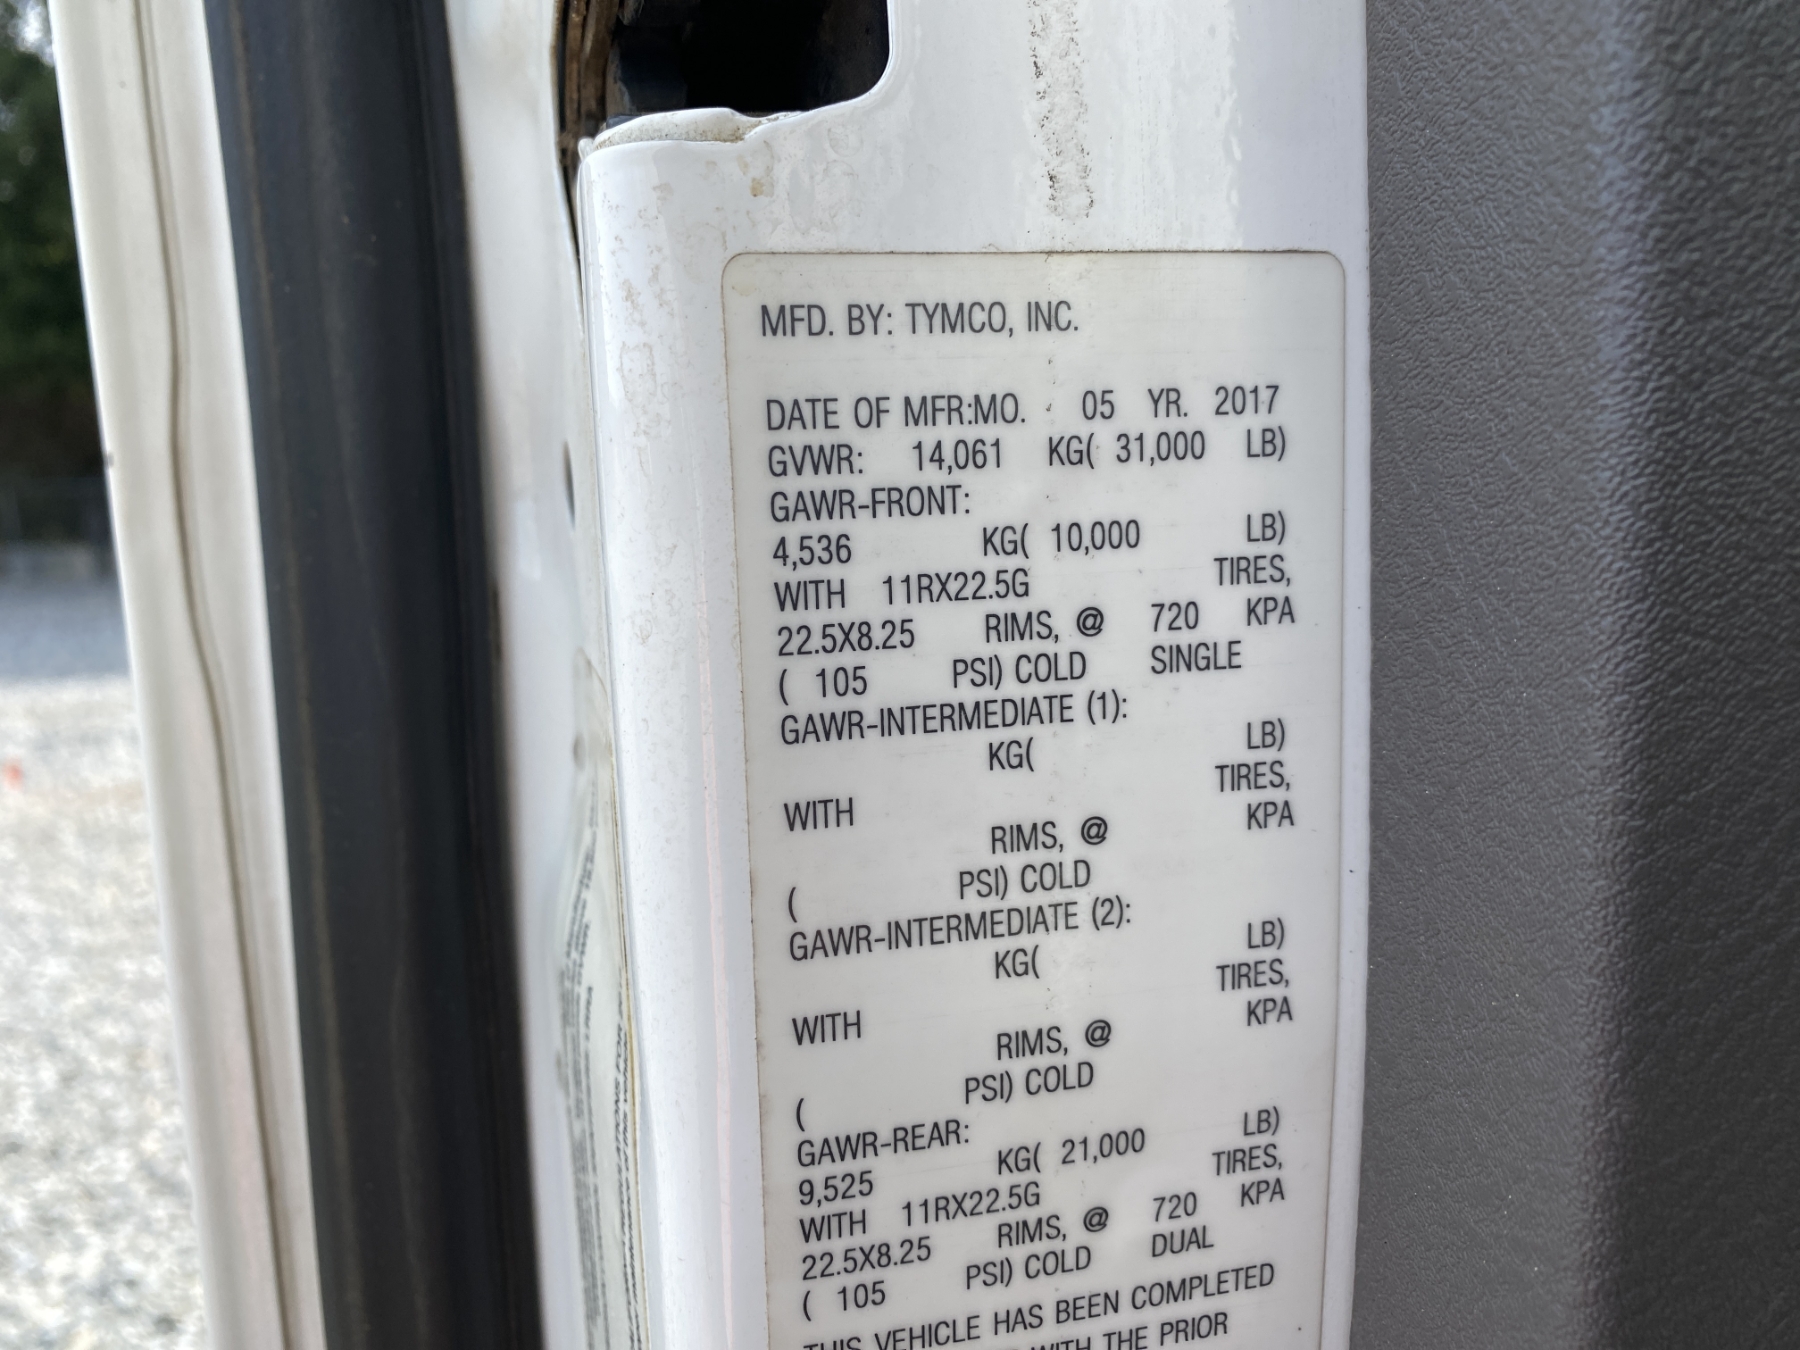 MFD. BY: TYMCO, INC.
DATE OF MFR:MO. 05 YR. 2017
GVWR: 14,061 KG( 31,000 LB)
GAWR-FRONT:
4,536 KG( 10,000 LB)
WITH 11RX22.5G TIRES,
22.5X8.25 RIMS, @ 720 KPA
( 105 PSI) COLD SINGLE
GAWR-INTERMEDIATE (1):
KG( LB)
WITH TIRES,
RIMS, @ KPA
( PSI) COLD
GAWR-INTERMEDIATE (2):
KG( LB)
WITH TIRES,
RIMS, @ KPA
( PSI) COLD
GAWR-REAR:
9,525 KG( 21,000 LB)
WITH 11RX22.5G TIRES,
22.5X8.25 RIMS, @ 720 KPA
( 105 PSI) COLD DUAL
THIS VEHICLE HAS BEEN COMPLETED
WITH THE PRIOR